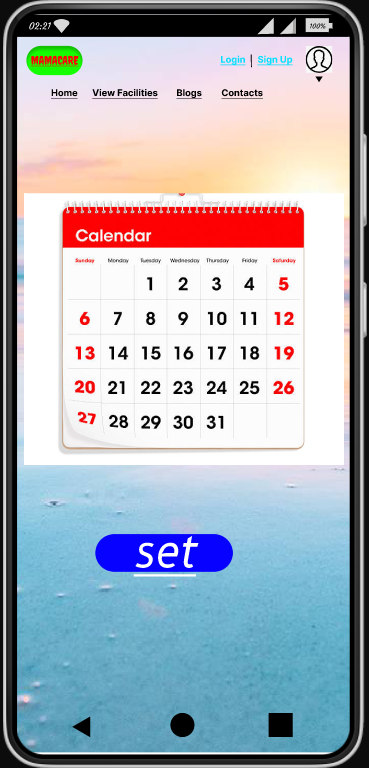 02:21 100%
MAMACARE Login | Sign Up
Home View Facilities Blogs Contacts
Calendar
Sunday Monday Tuesday Wednesday Thursday Friday Saturday
1 2 3 4 5
6 7 8 9 10 11 12
13 14 15 16 17 18 19
20 21 22 23 24 25 26
27 28 29 30 31
set